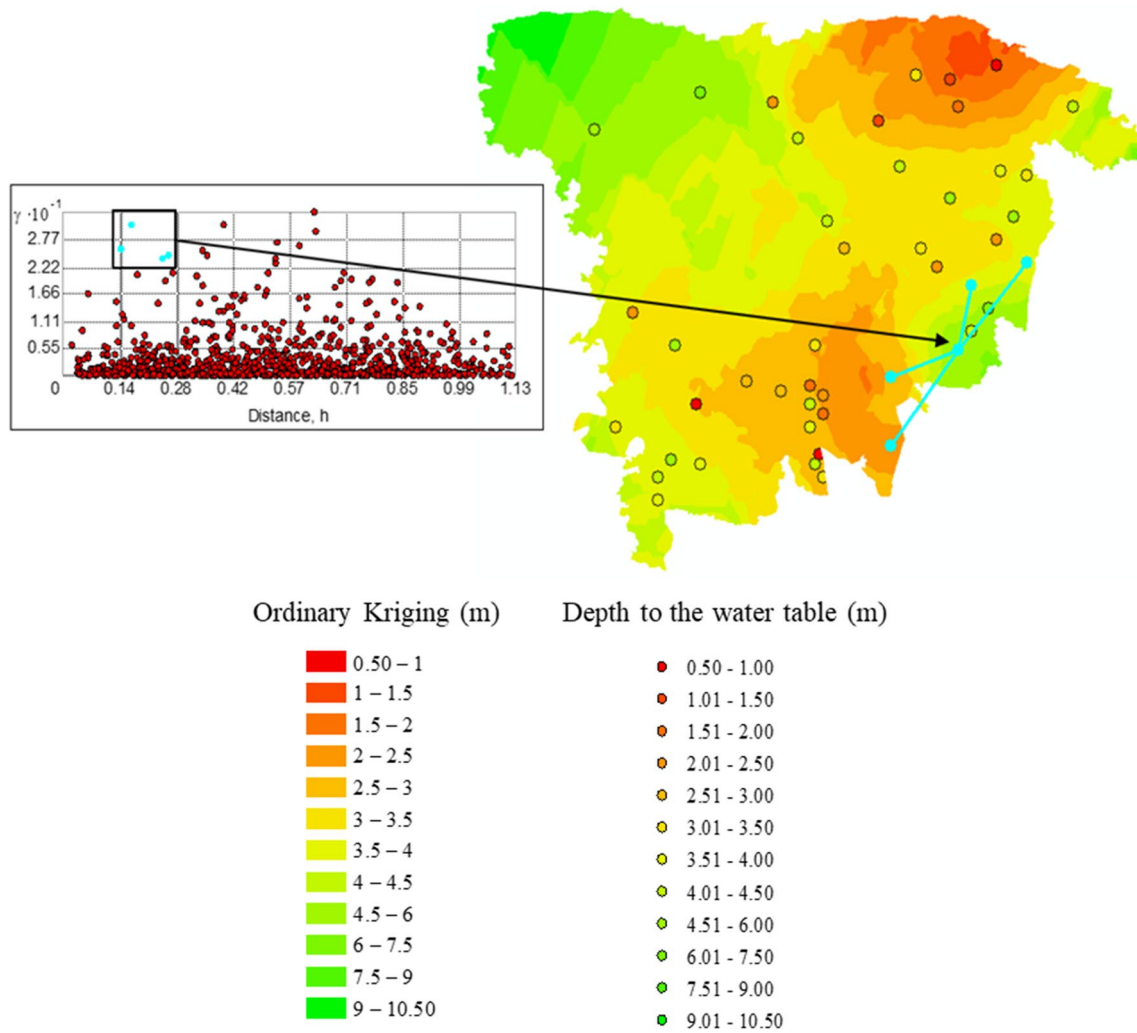 γ ·10⁻¹
2.77
2.22
1.66
1.11
0.55
0 0.14 0.28 0.42 0.57 0.71 0.85 0.99 1.13
Distance, h
Ordinary Kriging (m)
0.50 – 1
1 – 1.5
1.5 – 2
2 – 2.5
2.5 – 3
3 – 3.5
3.5 – 4
4 – 4.5
4.5 – 6
6 – 7.5
7.5 – 9
9 – 10.50
Depth to the water table (m)
0.50 - 1.00
1.01 - 1.50
1.51 - 2.00
2.01 - 2.50
2.51 - 3.00
3.01 - 3.50
3.51 - 4.00
4.01 - 4.50
4.51 - 6.00
6.01 - 7.50
7.51 - 9.00
9.01 - 10.50